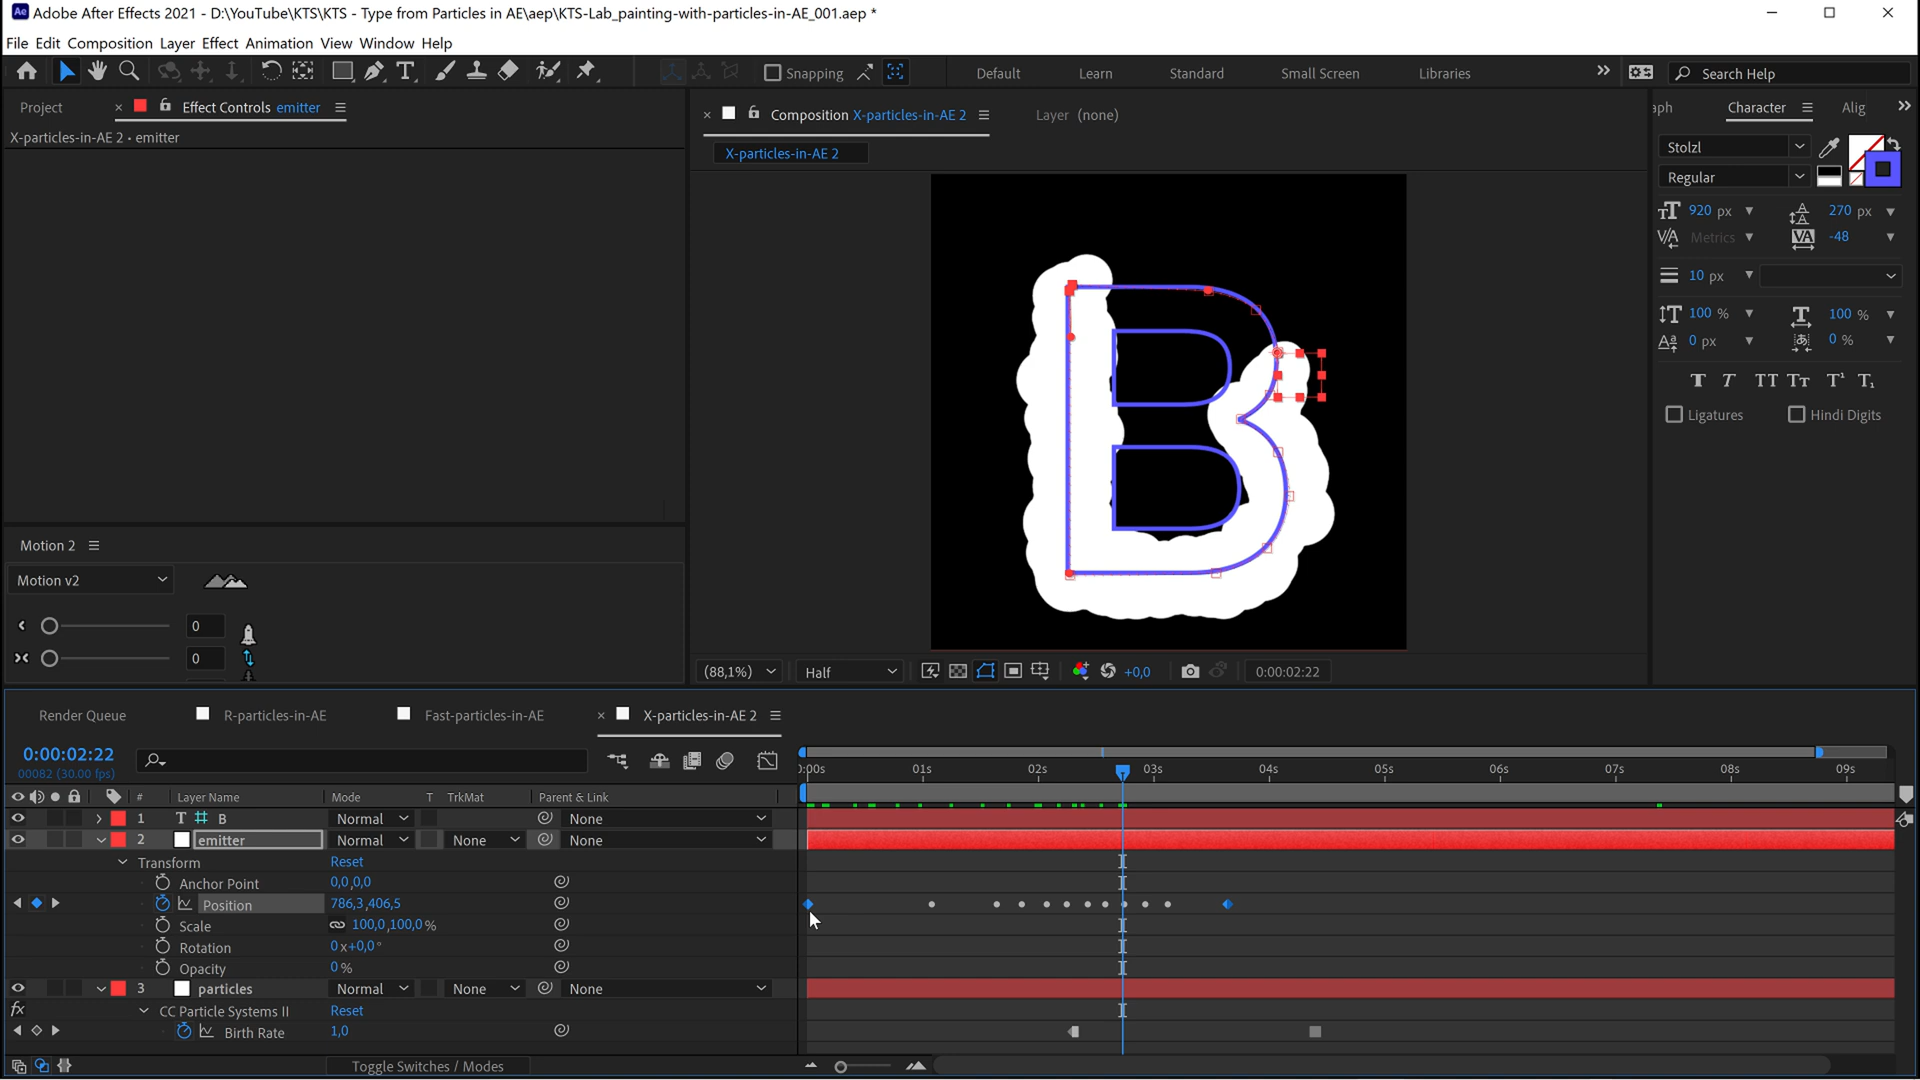 Ae Adobe After Effects 2021 - D:\YouTube\KTS\KTS - Type from Particles in AE\aep\KTS-Lab_painting-with-particles-in-AE_001.aep *
File Edit Composition Layer Effect Animation View Window Help
Snapping Default Learn Standard Small Screen Libraries Search Help
Project Effect Controls emitter
X-particles-in-AE 2 • emitter
Composition X-particles-in-AE 2 Layer (none)
X-particles-in-AE 2
aph Character Alig
Stolzl
Regular
920 px 270 px
Metrics -48
10 px
100 % 100 %
0 px 0 %
T T TT Tt T¹ T₁
Ligatures Hindi Digits
B
Motion 2
Motion v2
0
0
(88,1%) Half +0,0 0:00:02:22
Render Queue R-particles-in-AE Fast-particles-in-AE X-particles-in-AE 2
0:00:02:22
00082 (30.00 fps)
):00s 01s 02s 03s 04s 05s 06s 07s 08s 09s
# Layer Name Mode T TrkMat Parent & Link
1 T B Normal None
2 emitter Normal None None
Transform Reset
Anchor Point 0,0,0,0
Position 786,3,406,5
Scale 100,0,100,0 %
Rotation 0 x+0,0 °
Opacity 0 %
3 particles Normal None None
fx CC Particle Systems II Reset
Birth Rate 1,0
Toggle Switches / Modes